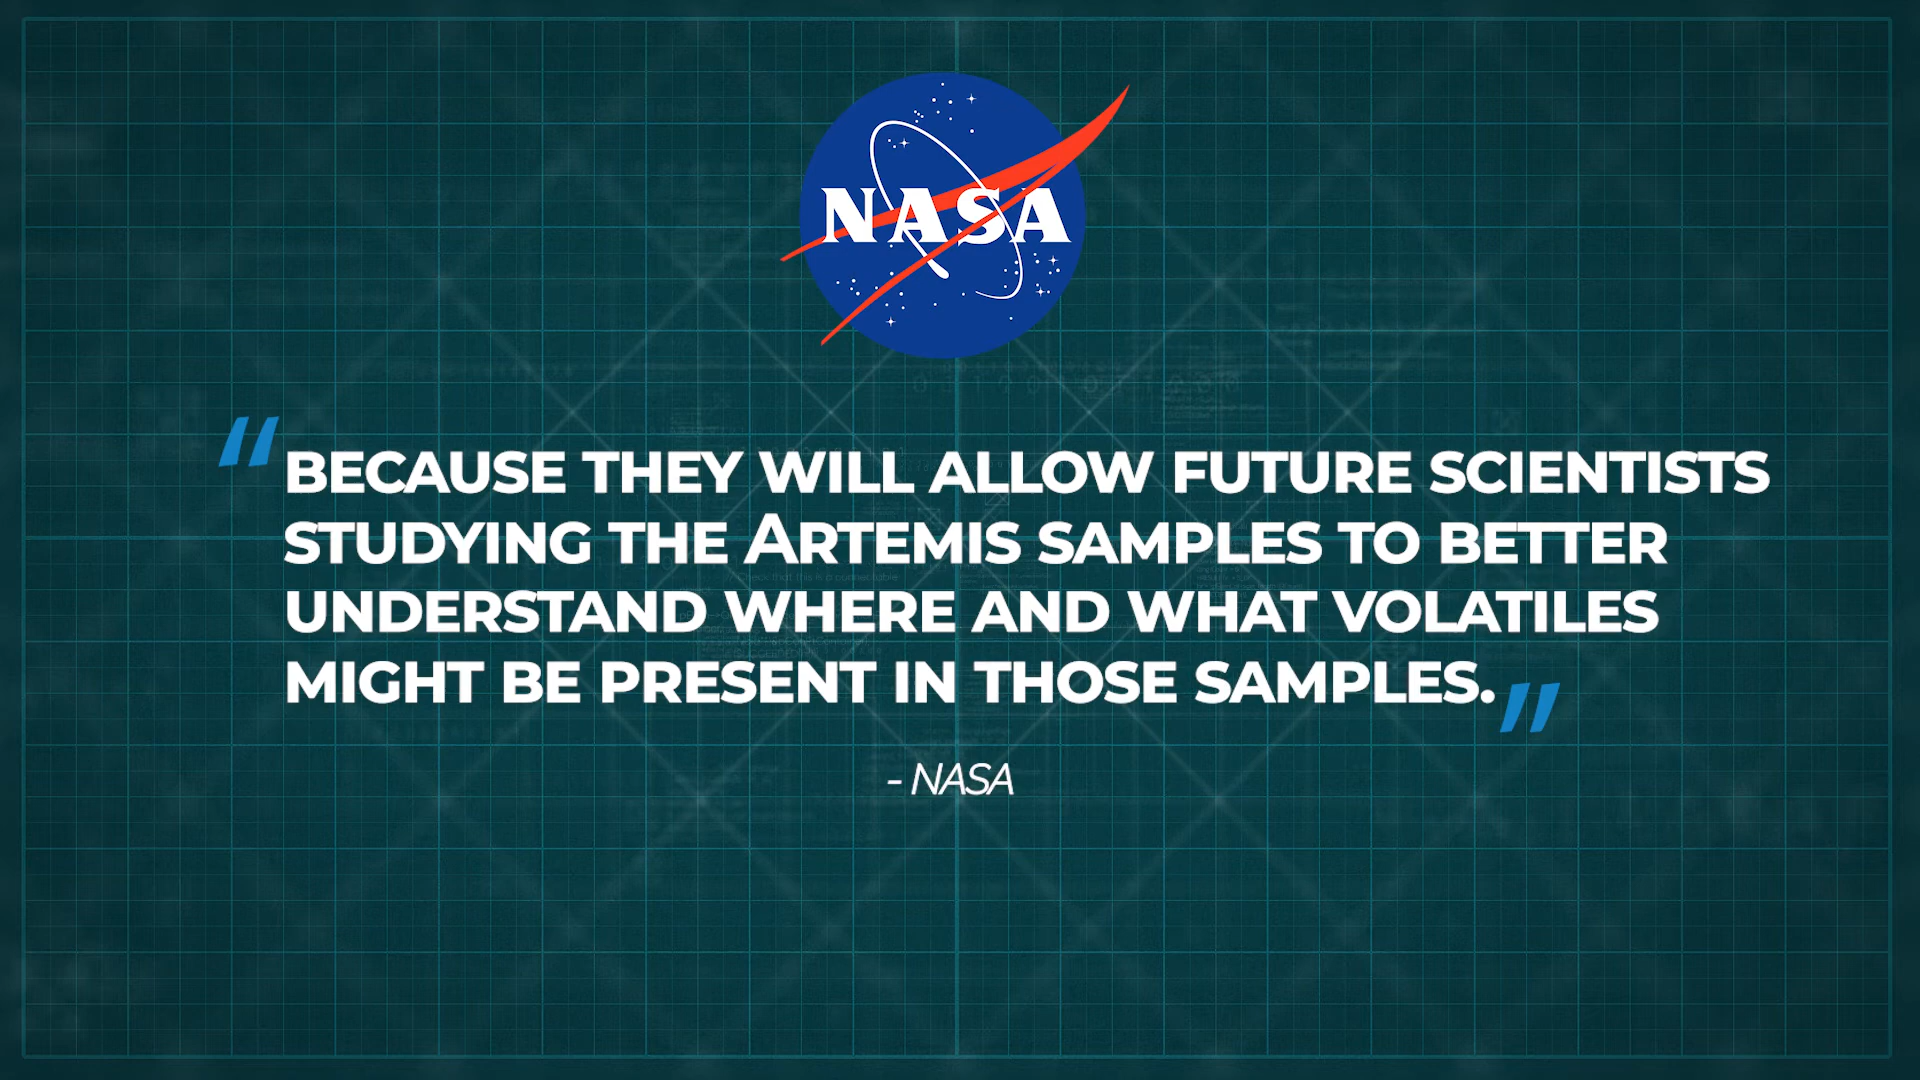 NASA
“BECAUSE THEY WILL ALLOW FUTURE SCIENTISTS
STUDYING THE ARTEMIS SAMPLES TO BETTER
UNDERSTAND WHERE AND WHAT VOLATILES
MIGHT BE PRESENT IN THOSE SAMPLES.”
- NASA